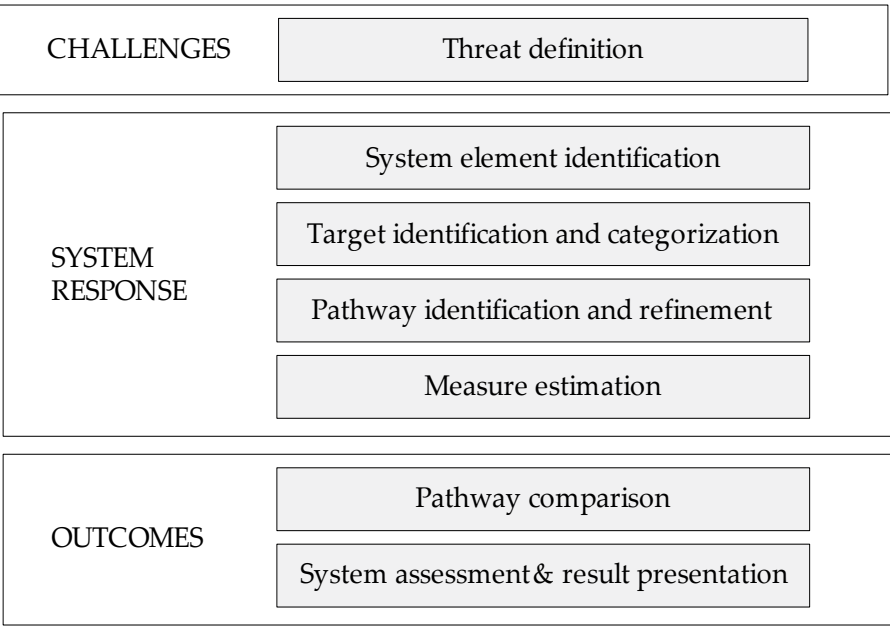 CHALLENGES
Threat definition
SYSTEM
RESPONSE
System element identification
Target identification and categorization
Pathway identification and refinement
Measure estimation
OUTCOMES
Pathway comparison
System assessment& result presentation